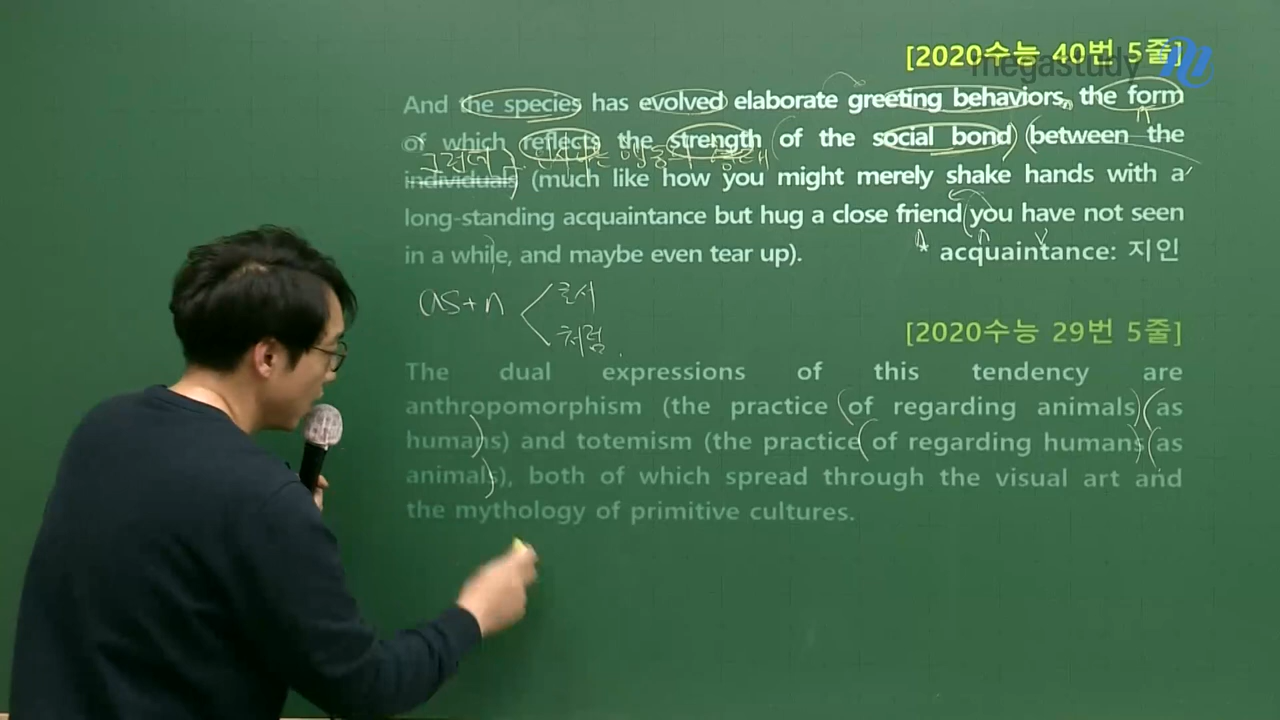 [2020수능 40번 5줄]
megastudy
And the species has evolved elaborate greeting behaviors, the form
of which reflects the strength of the social bond between the
그런데
individuals (much like how you might merely shake hands with a
long-standing acquaintance but hug a close friend you have not seen
in a while, and maybe even tear up). * acquaintance: 지인
as+n
로서
처럼
[2020수능 29번 5줄]
The dual expressions of this tendency are
anthropomorphism (the practice of regarding animals as
humans) and totemism (the practice of regarding humans as
animals), both of which spread through the visual art and
the mythology of primitive cultures.